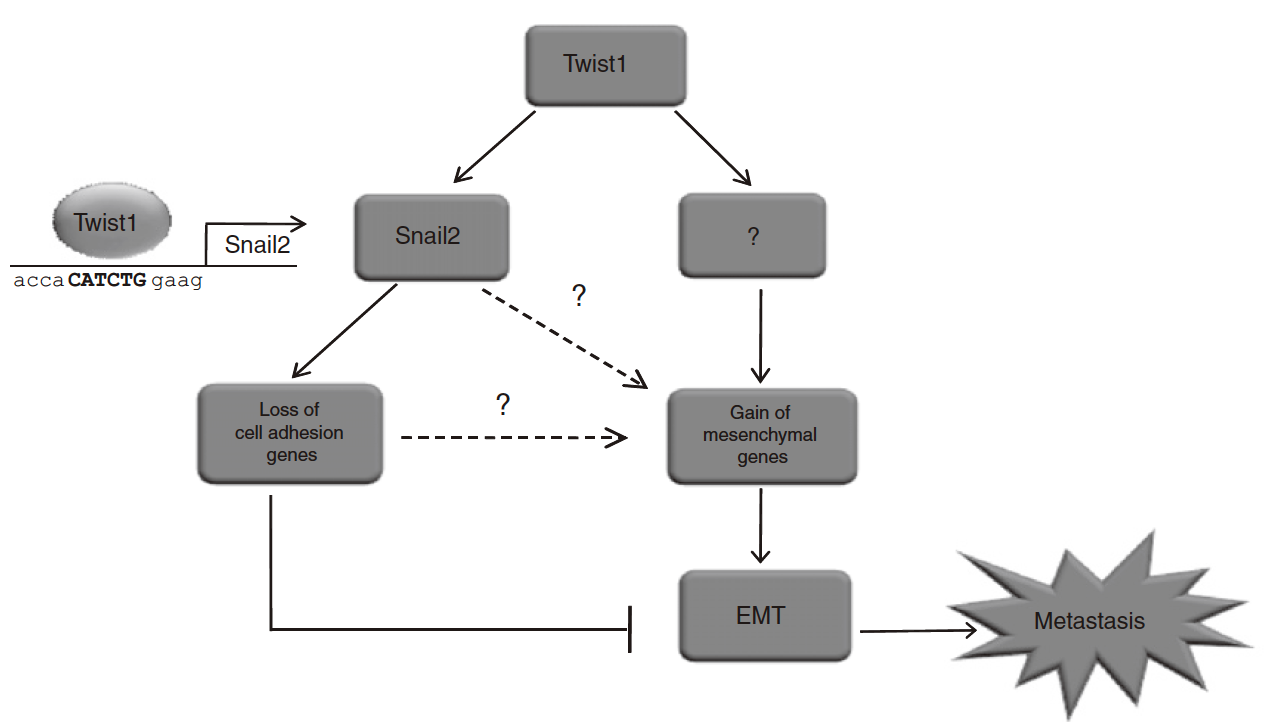 Twist1
Twist1
Snail2
acca CATCTG gaag
Snail2
?
?
?
Loss of
cell adhesion
genes
Gain of
mesenchymal
genes
EMT
Metastasis